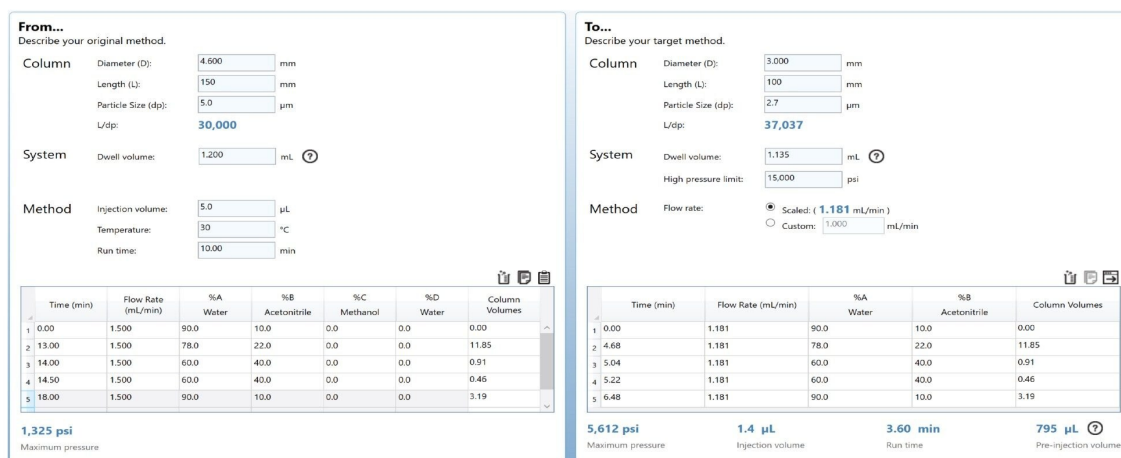 From...
Describe your original method.
Column
Diameter (D): 4.600 mm
Length (L): 150 mm
Particle Size (dp): 5.0 µm
L/dp: 30,000
System
Dwell volume: 1.200 mL ?
Method
Injection volume: 5.0 µL
Temperature: 30 °C
Run time: 10.00 min
Time (min) Flow Rate (mL/min) %A Water %B Acetonitrile %C Methanol %D Water Column Volumes
1 0.00 1.500 90.0 10.0 0.0 0.0 0.00
2 13.00 1.500 78.0 22.0 0.0 0.0 11.85
3 14.00 1.500 60.0 40.0 0.0 0.0 0.91
4 14.50 1.500 60.0 40.0 0.0 0.0 0.46
5 18.00 1.500 90.0 10.0 0.0 0.0 3.19
1,325 psi
Maximum pressure
To...
Describe your target method.
Column
Diameter (D): 3.000 mm
Length (L): 100 mm
Particle Size (dp): 2.7 µm
L/dp: 37,037
System
Dwell volume: 1.135 mL ?
High pressure limit: 15,000 psi
Method
Flow rate: Scaled: ( 1.181 mL/min )
Custom: 1.000 mL/min
Time (min) Flow Rate (mL/min) %A Water %B Acetonitrile Column Volumes
1 0.00 1.181 90.0 10.0 0.00
2 4.68 1.181 78.0 22.0 11.85
3 5.04 1.181 60.0 40.0 0.91
4 5.22 1.181 60.0 40.0 0.46
5 6.48 1.181 90.0 10.0 3.19
5,612 psi 1.4 µL 3.60 min 795 µL ?
Maximum pressure Injection volume Run time Pre-injection volume